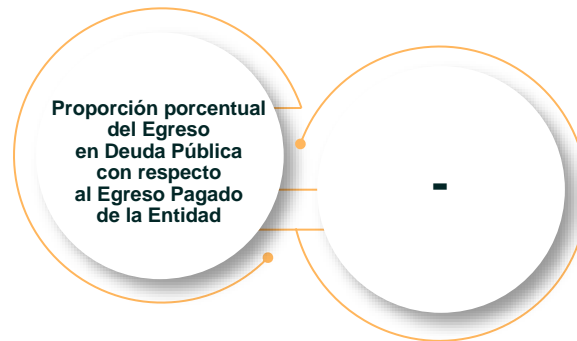 Proporción porcentual
del Egreso
en Deuda Pública
con respecto
al Egreso Pagado
de la Entidad
-